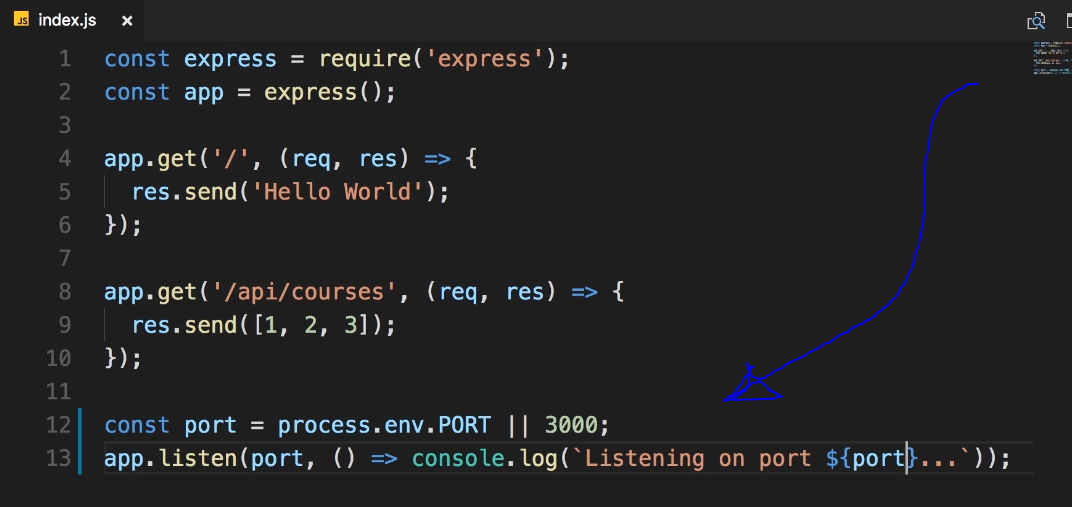 JS index.js ×
1 const express = require('express');
2 const app = express();
3
4 app.get('/', (req, res) => {
5   res.send('Hello World');
6 });
7
8 app.get('/api/courses', (req, res) => {
9   res.send([1, 2, 3]);
10 });
11
12 const port = process.env.PORT || 3000;
13 app.listen(port, () => console.log(`Listening on port ${port}...`));